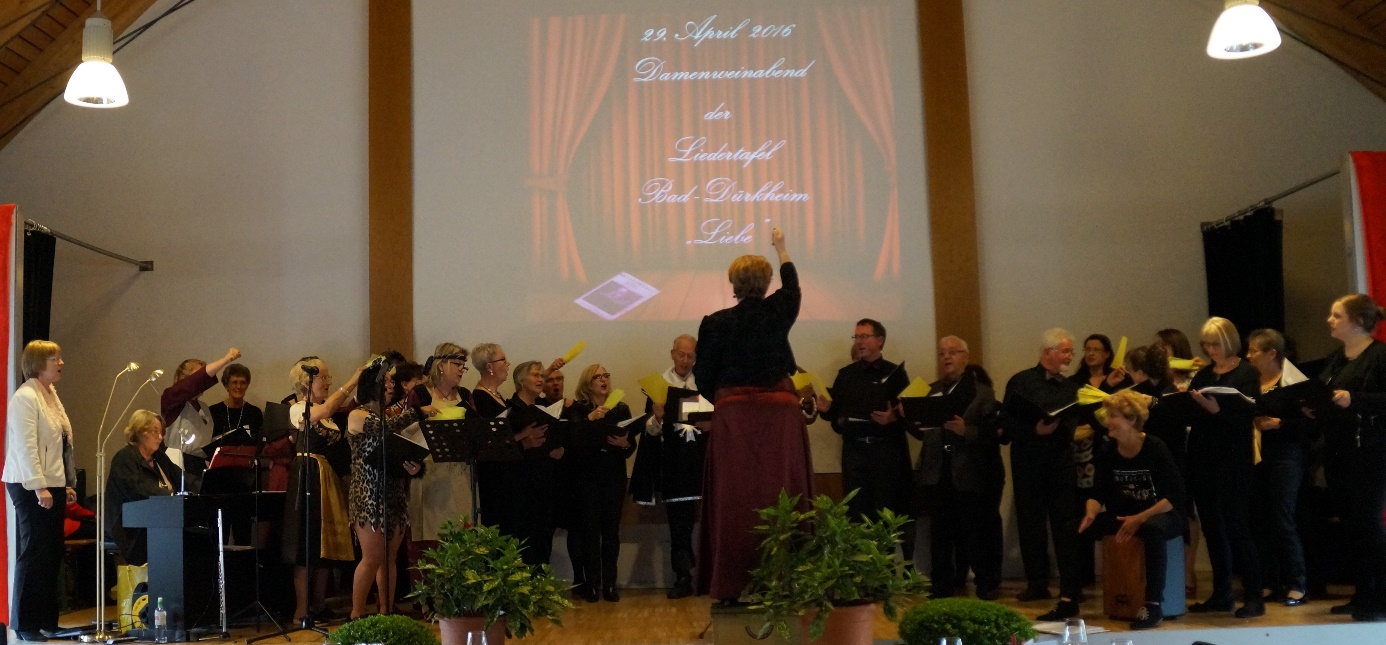 29. April 2016
Damenweinabend
der
Liedertafel
Bad-Dürkheim
„Liebe"